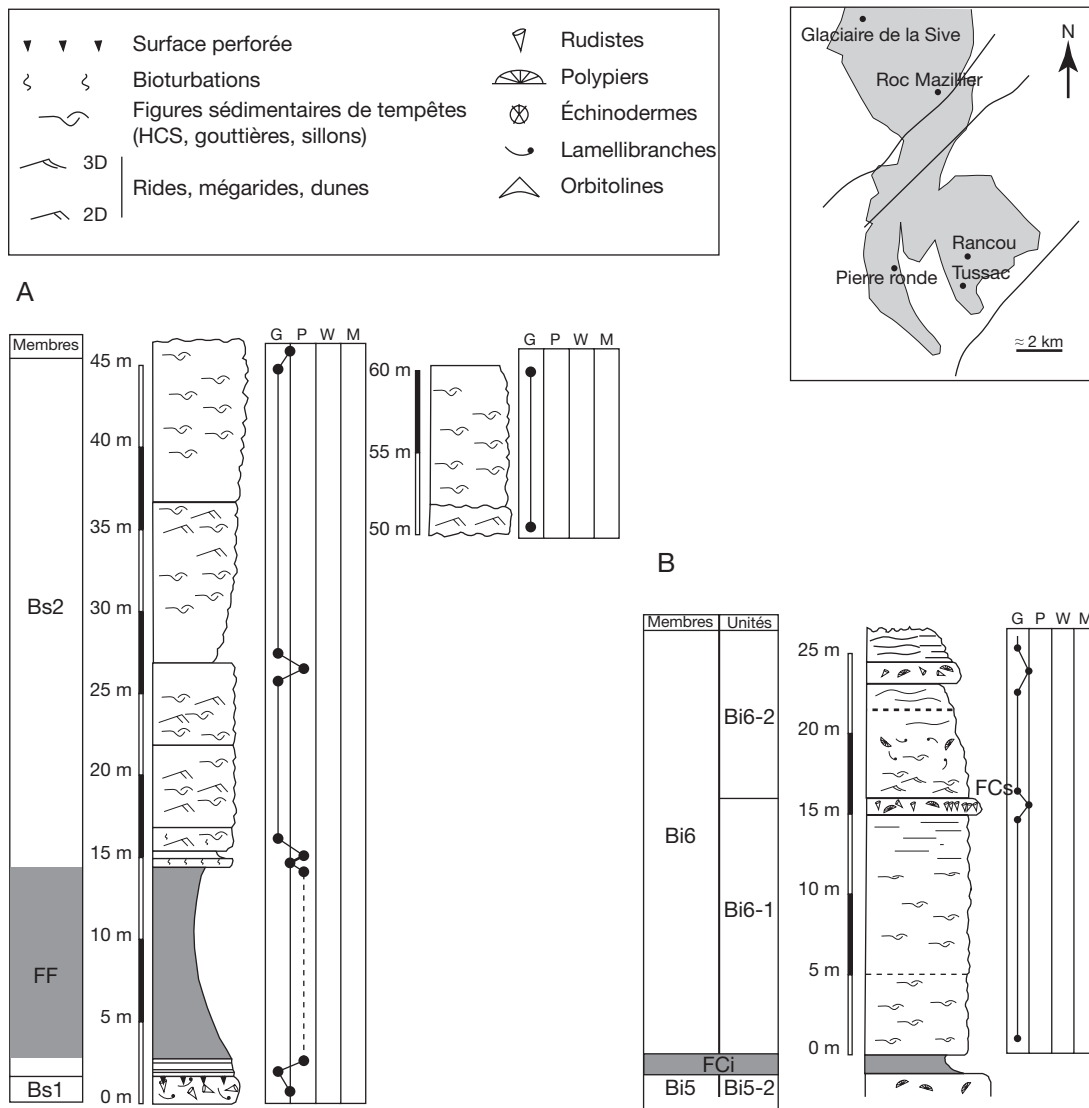 Surface perforée
Bioturbations
Figures sédimentaires de tempêtes
(HCS, gouttières, sillons)
3D
Rides, mégarides, dunes
2D
Rudistes
Polypiers
Échinodermes
Lamellibranches
Orbitolines
Glaciaire de la Sive
N
Roc Mazillier
Rancou
Pierre ronde
Tussac
≈ 2 km
A
Membres
G P W M
45 m
40 m
35 m
30 m
25 m
20 m
15 m
10 m
5 m
0 m
Bs2
FF
Bs1
G P W M
60 m
55 m
50 m
B
Membres
Unités
G P W M
25 m
20 m
15 m
10 m
5 m
0 m
Bi6-2
FCs
Bi6
Bi6-1
FCi
Bi5
Bi5-2